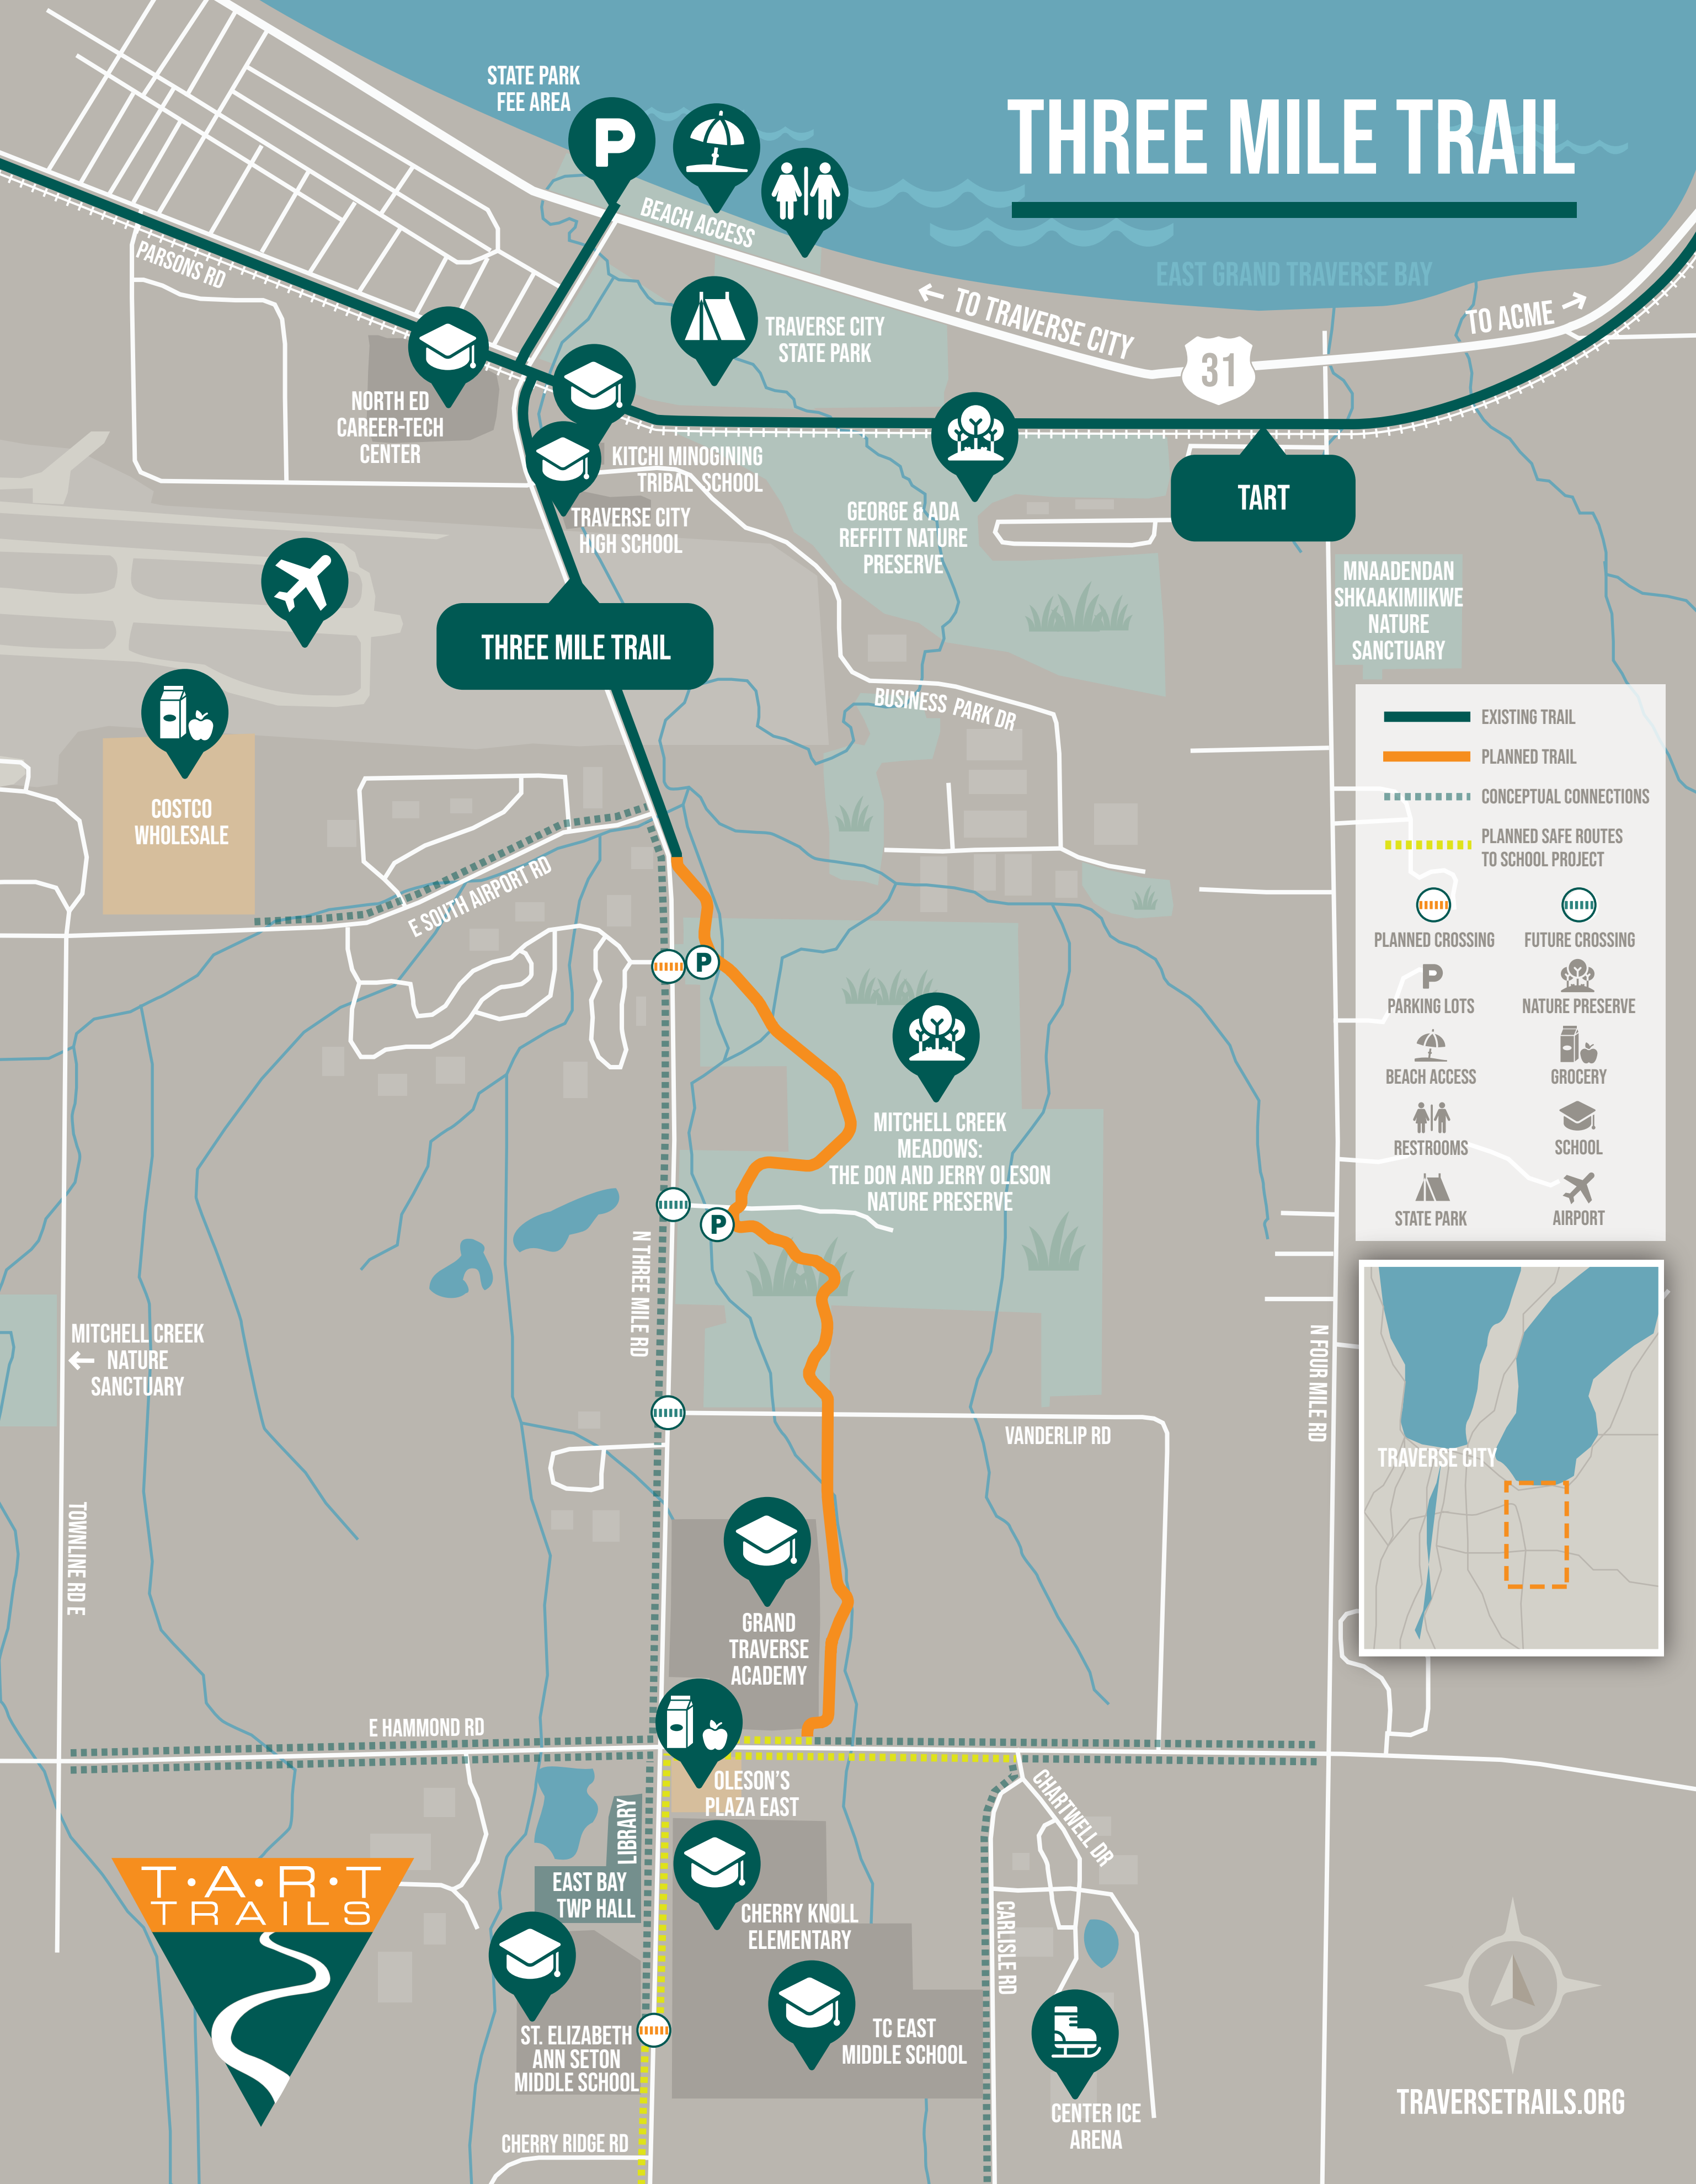 STATE PARK
FEE AREA
P
THREE MILE TRAIL
BEACH ACCESS
PARSONS RD
EAST GRAND TRAVERSE BAY
← TO TRAVERSE CITY
TO ACME →
31
TRAVERSE CITY
STATE PARK
NORTH ED
CAREER-TECH
CENTER
KITCHI MINOGINING
TRIBAL SCHOOL
TRAVERSE CITY
HIGH SCHOOL
GEORGE & ADA
REFFITT NATURE
PRESERVE
TART
MNAADENDAN
SHKAAKIMIIKWE
NATURE
SANCTUARY
THREE MILE TRAIL
BUSINESS PARK DR
COSTCO
WHOLESALE
E SOUTH AIRPORT RD
EXISTING TRAIL
PLANNED TRAIL
CONCEPTUAL CONNECTIONS
PLANNED SAFE ROUTES
TO SCHOOL PROJECT
PLANNED CROSSING
FUTURE CROSSING
P
PARKING LOTS
NATURE PRESERVE
BEACH ACCESS
GROCERY
RESTROOMS
SCHOOL
STATE PARK
AIRPORT
P
MITCHELL CREEK
MEADOWS:
THE DON AND JERRY OLESON
NATURE PRESERVE
P
N THREE MILE RD
MITCHELL CREEK
← NATURE
SANCTUARY
N FOUR MILE RD
TRAVERSE CITY
VANDERLIP RD
TOWNLINE RD E
GRAND
TRAVERSE
ACADEMY
E HAMMOND RD
OLESON'S
PLAZA EAST
CHARTWELL DR
LIBRARY
EAST BAY
TWP HALL
CHERRY KNOLL
ELEMENTARY
CARLISLE RD
T·A·R·T
TRAILS
ST. ELIZABETH
ANN SETON
MIDDLE SCHOOL
TC EAST
MIDDLE SCHOOL
CENTER ICE
ARENA
CHERRY RIDGE RD
TRAVERSETRAILS.ORG